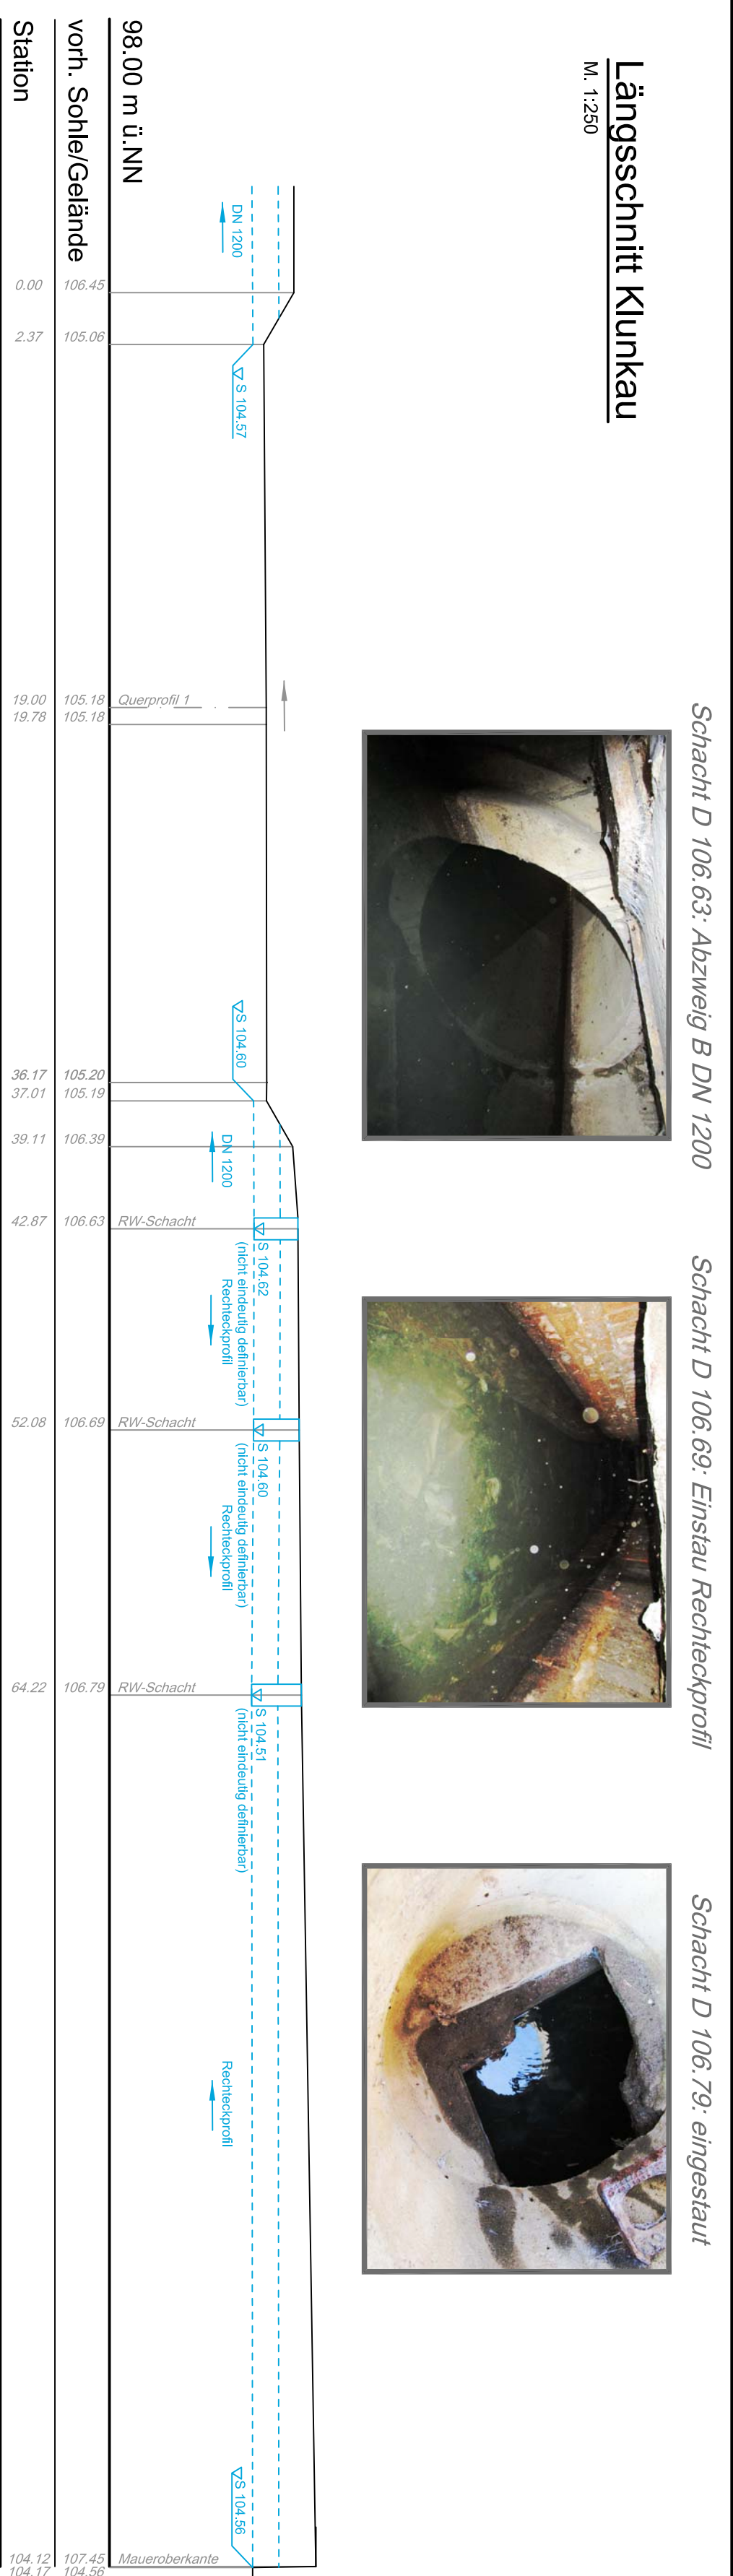 Längsschnitt Klunkau
M. 1:250
Schacht D 106.63: Abzweig B DN 1200
Schacht D 106.69: Einstau Rechteckprofil
Schacht D 106.79: eingestaut
DN 1200
S 104.57
S 104.60
DN 1200
S 104.62
(nicht eindeutig definierbar)
Rechteckprofil
S 104.60
(nicht eindeutig definierbar)
Rechteckprofil
S 104.51
(nicht eindeutig definierbar)
Rechteckprofil
S 104.56
98.00 m ü.NN
Querprofil 1
RW-Schacht
RW-Schacht
RW-Schacht
Maueroberkante
vorh. Sohle/Gelände
106.45
105.06
105.18
105.18
105.20
105.19
106.39
106.63
106.69
106.79
107.45
104.56
Station
0.00
2.37
19.00
19.78
36.17
37.01
39.11
42.87
52.08
64.22
104.12
104.17